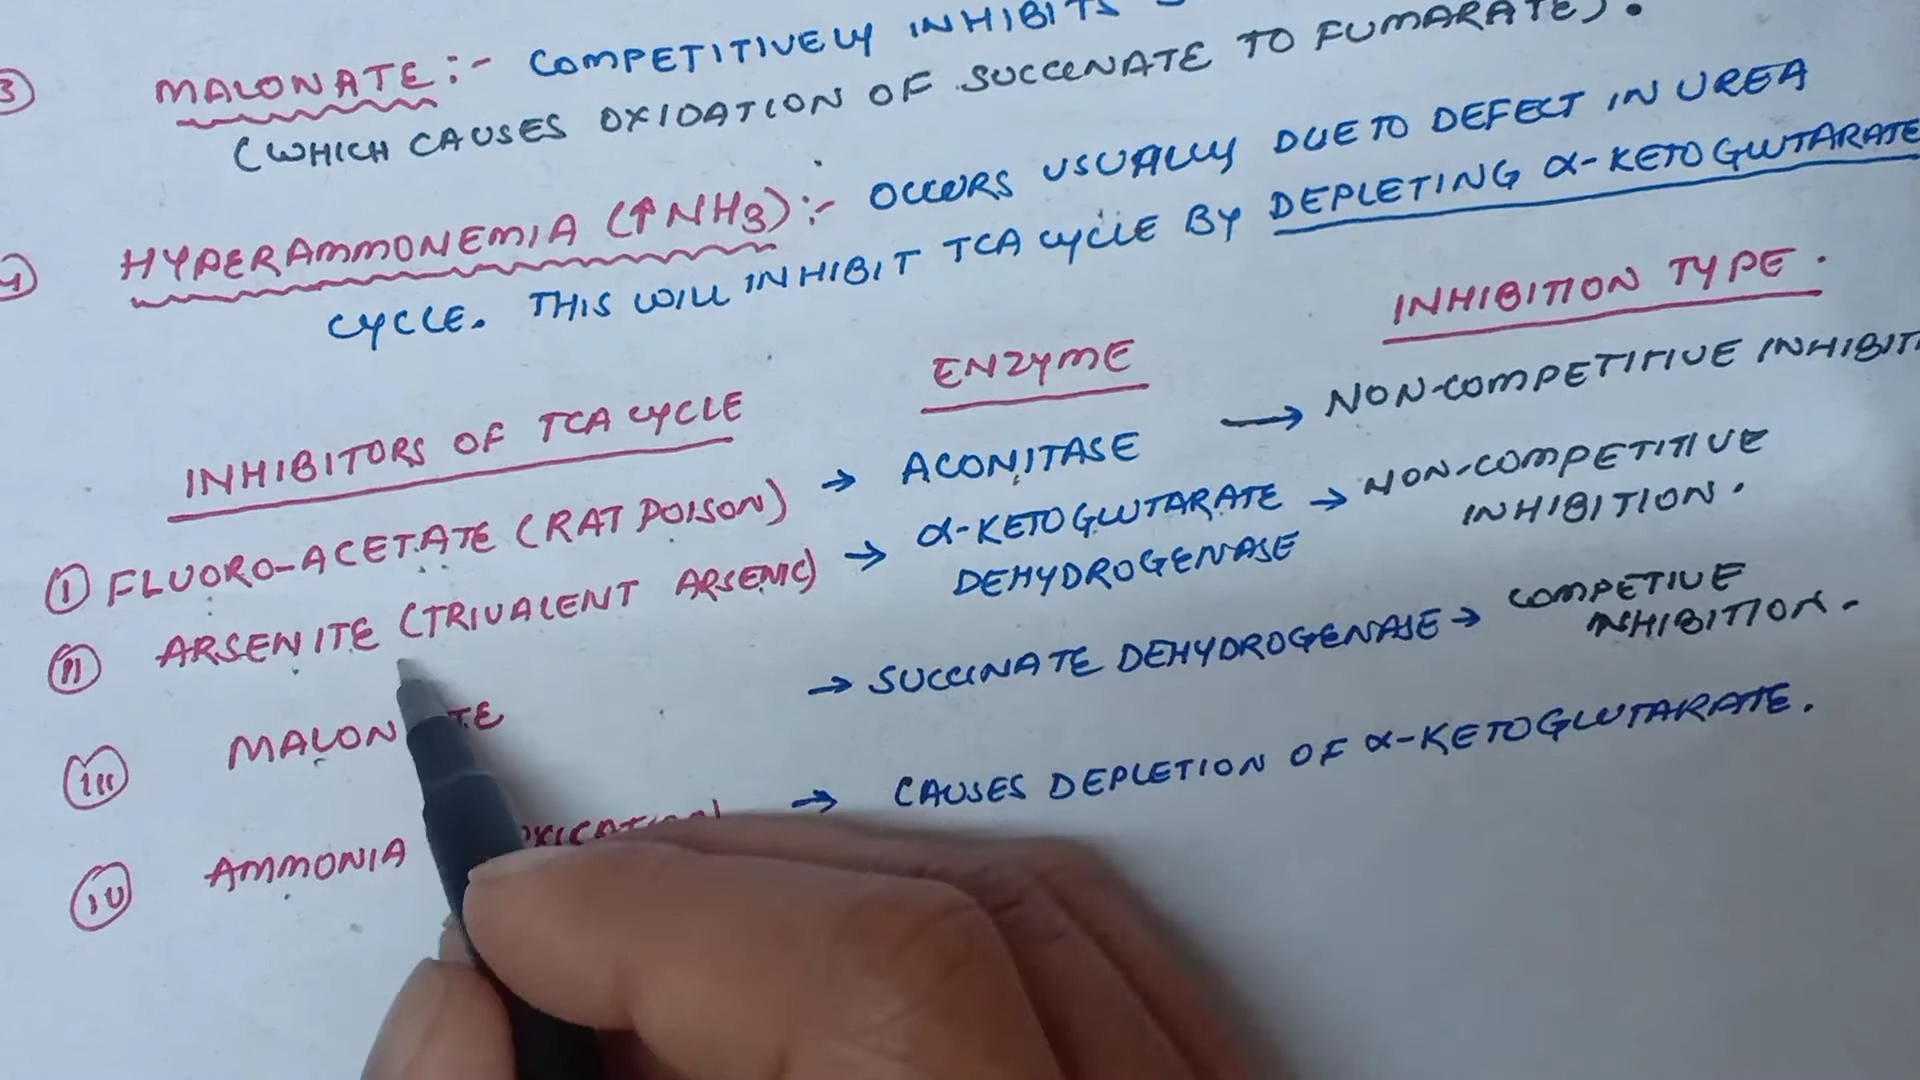 3 MALONATE:- COMPETITIVELY INHIBITS
(WHICH CAUSES OXIDATION OF SUCCINATE TO FUMARATE).
4 HYPERAMMONEMIA (↑NH3):- OCCURS USUALLY DUE TO DEFECT IN UREA
CYCLE. THIS WILL INHIBIT TCA CYCLE BY DEPLETING α-KETOGLUTARATE
INHIBITORS OF TCA CYCLE ENZYME INHIBITION TYPE.
I FLUORO-ACETATE (RAT POISON) → ACONITASE → NON-COMPETITIVE INHIBITI
II ARSENITE (TRIVALENT ARSENIC) → α-KETOGLUTARATE → NON-COMPETITIVE
DEHYDROGENASE INHIBITION.
III MALON TE → SUCCINATE DEHYDROGENASE → COMPETIVE
INHIBITION.
IV AMMONIA → CAUSES DEPLETION OF α-KETOGLUTARATE.